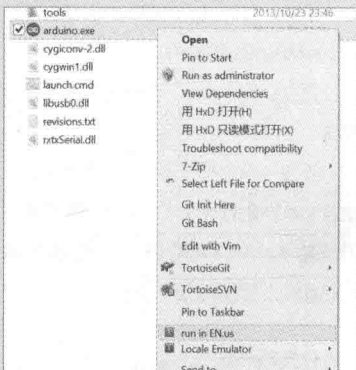 tools 2013/10/23 23:46
arduino.exe
cygiconv-2.dll
cygwin1.dll
launch.cmd
libusb0.dll
revisions.txt
rxtxSerial.dll
Open
Pin to Start
Run as administrator
View Dependencies
用 HxD 打开(H)
用 HxD 只读模式打开(X)
Troubleshoot compatibility
7-Zip
Select Left File for Compare
Git Init Here
Git Bash
Edit with Vim
TortoiseGit
TortoiseSVN
Pin to Taskbar
run in EN.us
Locale Emulator
Send to